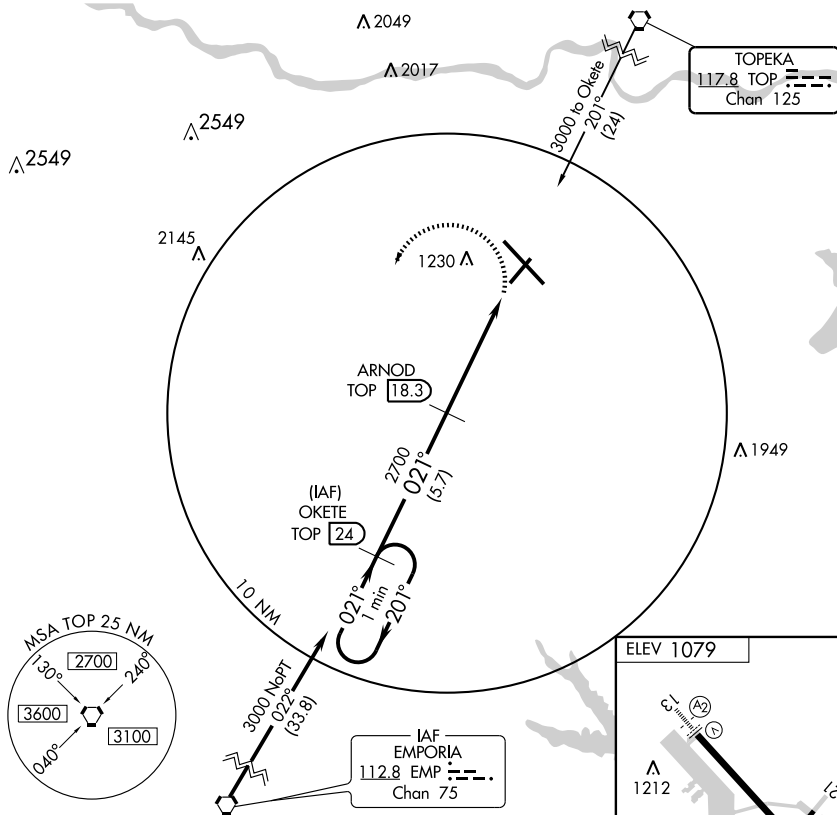 2049
2017
2549
2549
TOPEKA
117.8 TOP
Chan 125
3000 to Okete
201°
(24)
2145
1230
ARNOD
TOP 18.3
2700
021°
(5.7)
1949
(IAF)
OKETE
TOP 24
021°
1 min
201°
10 NM
MSA TOP 25 NM
130°
2700
240°
3600
3100
040°
3000 NoPT
022°
(33.8)
IAF
EMPORIA
112.8 EMP
Chan 75
ELEV 1079
13
A2
V
1212
21